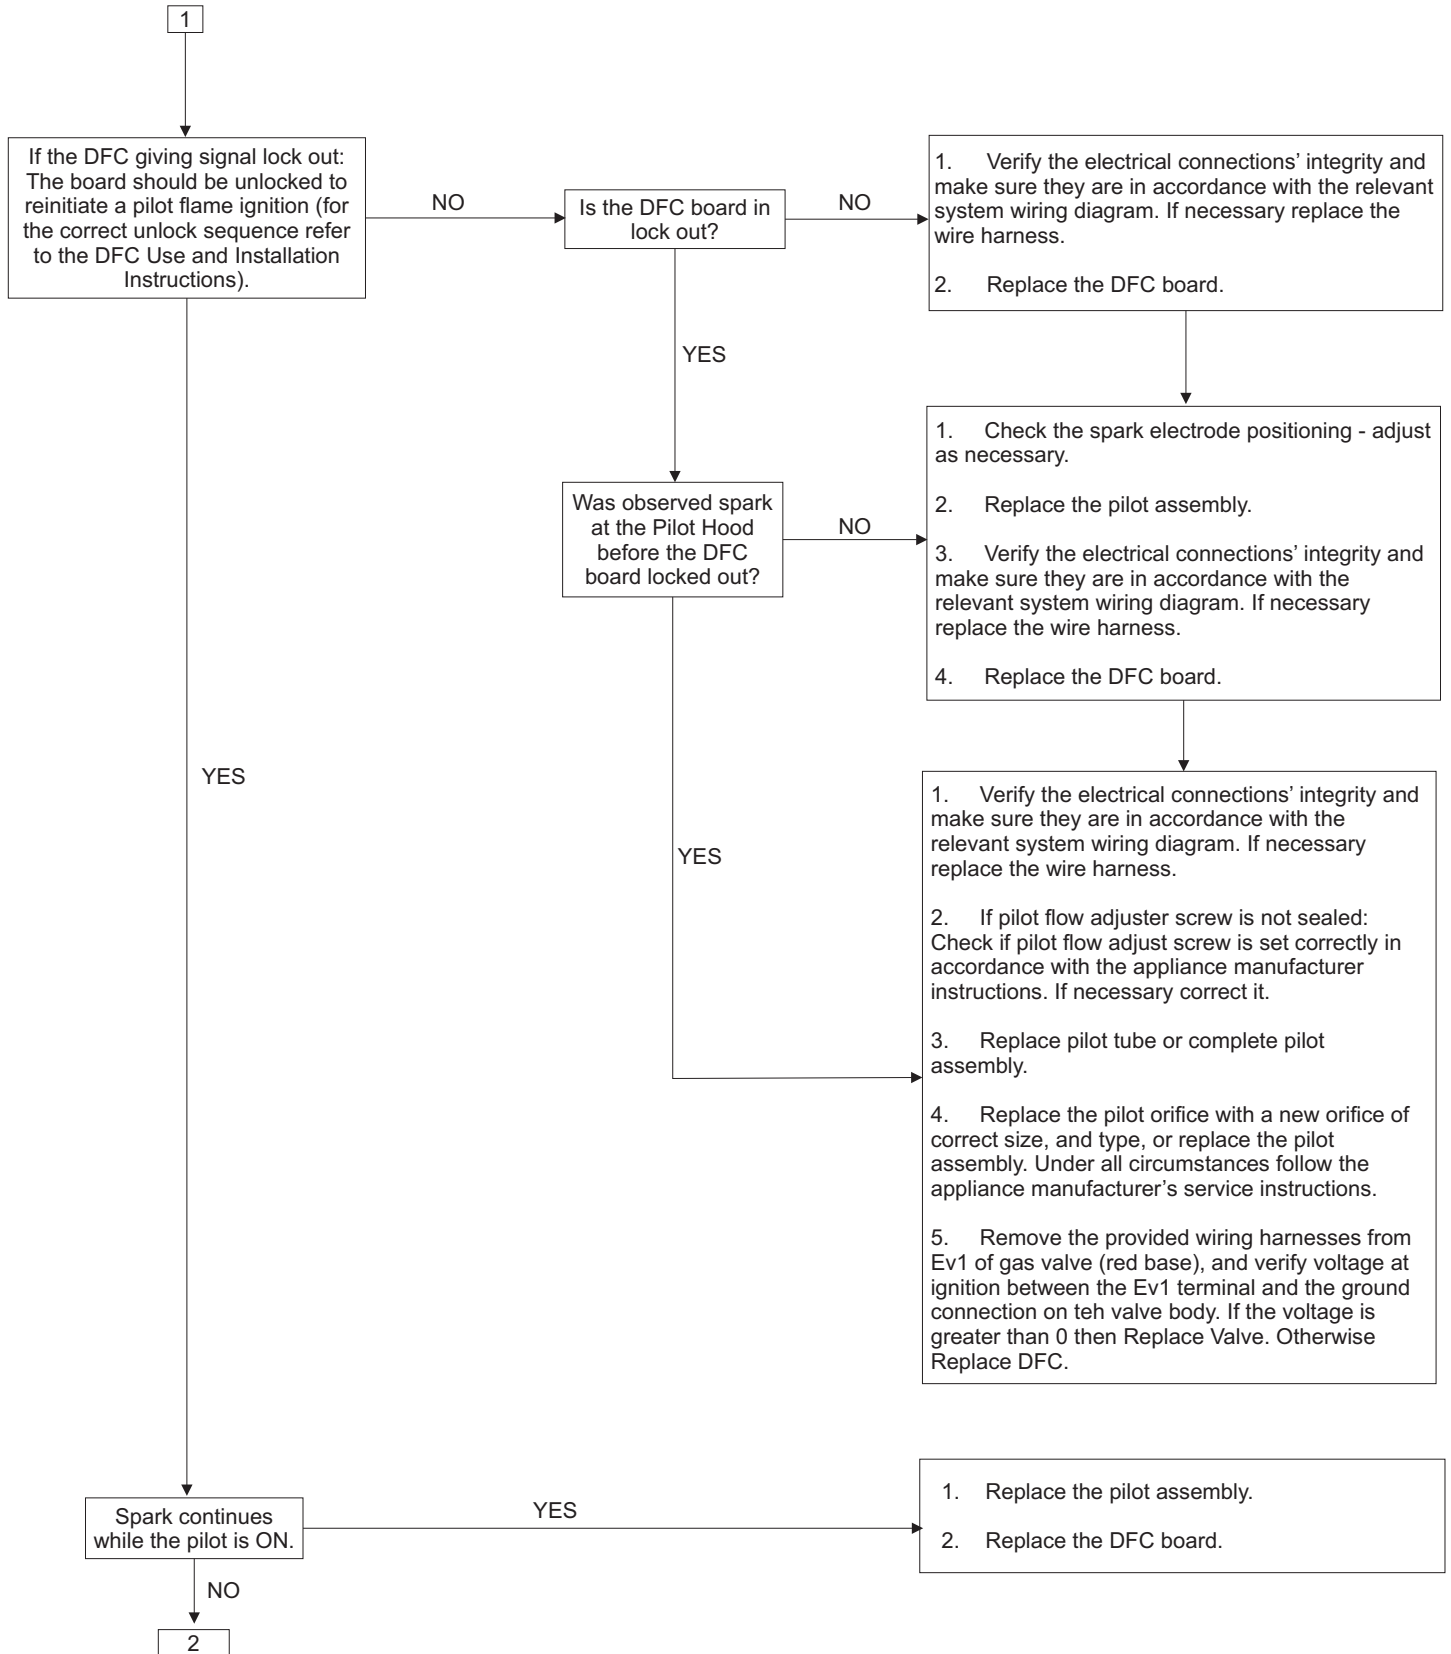 1
If the DFC giving signal lock out:
The board should be unlocked to
reinitiate a pilot flame ignition (for
the correct unlock sequence refer
to the DFC Use and Installation
Instructions).
NO
Is the DFC board in
lock out?
NO
1. Verify the electrical connections’ integrity and
make sure they are in accordance with the relevant
system wiring diagram. If necessary replace the
wire harness.
2. Replace the DFC board.
YES
Was observed spark
at the Pilot Hood
before the DFC
board locked out?
NO
1. Check the spark electrode positioning - adjust
as necessary.
2. Replace the pilot assembly.
3. Verify the electrical connections’ integrity and
make sure they are in accordance with the
relevant system wiring diagram. If necessary
replace the wire harness.
4. Replace the DFC board.
YES
YES
1. Verify the electrical connections’ integrity and
make sure they are in accordance with the
relevant system wiring diagram. If necessary
replace the wire harness.
2. If pilot flow adjuster screw is not sealed:
Check if pilot flow adjust screw is set correctly in
accordance with the appliance manufacturer
instructions. If necessary correct it.
3. Replace pilot tube or complete pilot
assembly.
4. Replace the pilot orifice with a new orifice of
correct size, and type, or replace the pilot
assembly. Under all circumstances follow the
appliance manufacturer’s service instructions.
5. Remove the provided wiring harnesses from
Ev1 of gas valve (red base), and verify voltage at
ignition between the Ev1 terminal and the ground
connection on teh valve body. If the voltage is
greater than 0 then Replace Valve. Otherwise
Replace DFC.
Spark continues
while the pilot is ON.
YES
1. Replace the pilot assembly.
2. Replace the DFC board.
NO
2